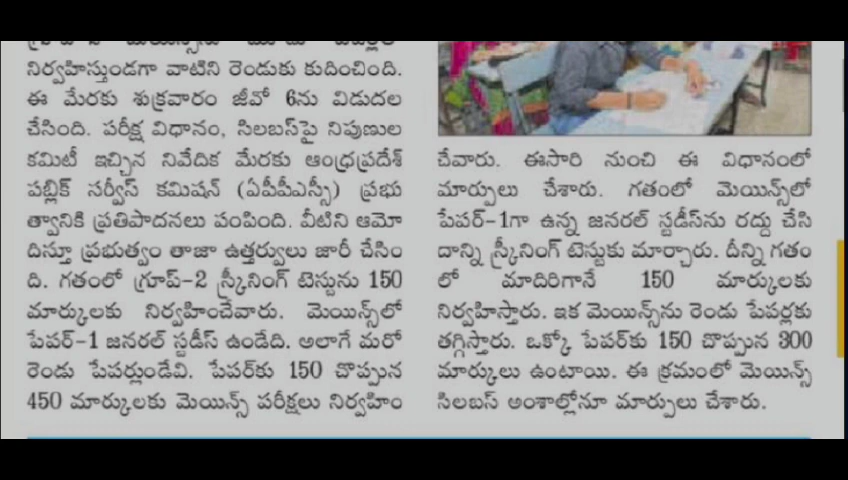 నిర్వహిస్తుండగా వాటిని రెండుకు కుదించింది.
ఈ మేరకు శుక్రవారం జీవో 6ను విడుదల
చేసింది. పరీక్ష విధానం, సిలబస్‌పై నిపుణుల
కమిటీ ఇచ్చిన నివేదిక మేరకు ఆంధ్రప్రదేశ్
పబ్లిక్ సర్వీస్ కమిషన్ (ఏపీపీఎస్సీ) ప్రభు
త్వానికి ప్రతిపాదనలు పంపింది. వీటిని ఆమో
దిస్తూ ప్రభుత్వం తాజా ఉత్తర్వులు జారీ చేసిం
ది. గతంలో గ్రూప్-2 స్క్రీనింగ్ టెస్టును 150
మార్కులకు నిర్వహించేవారు. మెయిన్స్‌లో
పేపర్-1 జనరల్ స్టడీస్ ఉండేది. అలాగే మరో
రెండు పేపర్లుండేవి. పేపర్‌కు 150 చొప్పున
450 మార్కులకు మెయిన్స్ పరీక్షలు నిర్వహిం
చేవారు. ఈసారి నుంచి ఈ విధానంలో
మార్పులు చేశారు. గతంలో మెయిన్స్‌లో
పేపర్-1గా ఉన్న జనరల్ స్టడీస్‌ను రద్దు చేసి
దాన్ని స్క్రీనింగ్ టెస్టుకు మార్చారు. దీన్ని గతం
లో మాదిరిగానే 150 మార్కులకు
నిర్వహిస్తారు. ఇక మెయిన్స్‌ను రెండు పేపర్లకు
తగ్గిస్తారు. ఒక్కో పేపర్‌కు 150 చొప్పున 300
మార్కులు ఉంటాయి. ఈ క్రమంలో మెయిన్స్
సిలబస్ అంశాల్లోనూ మార్పులు చేశారు.